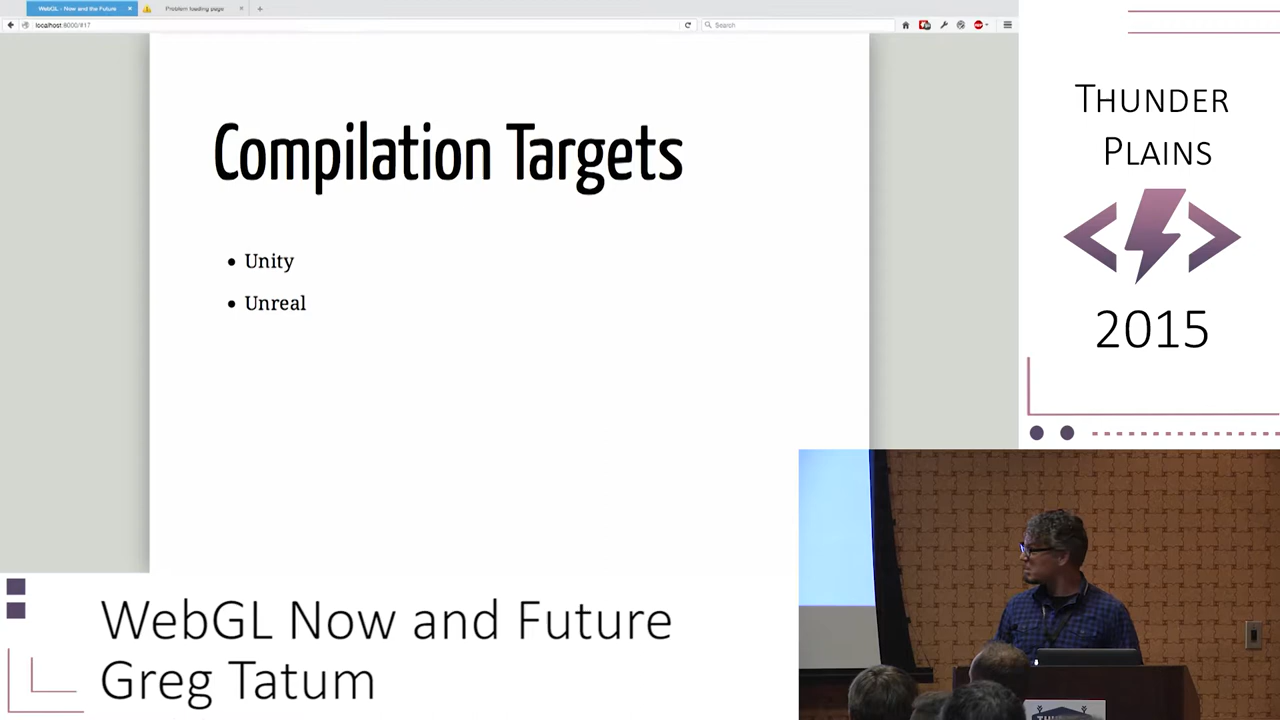 WebGL - Now and the Future
Problem loading page
localhost:8000/#17
Search
Compilation Targets
Unity
Unreal
THUNDER
PLAINS
2015
WebGL Now and Future
Greg Tatum